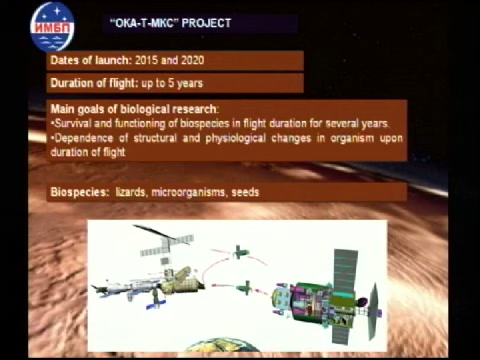 ИМБП
“ОКА-Т-МКС” PROJECT
Dates of launch: 2015 and 2020
Duration of flight: up to 5 years
Main goals of biological research:
•Survival and functioning of biospecies in flight duration for several years.
•Dependence of structural and physiological changes in organism upon
duration of flight
Biospecies: lizards, microorganisms, seeds